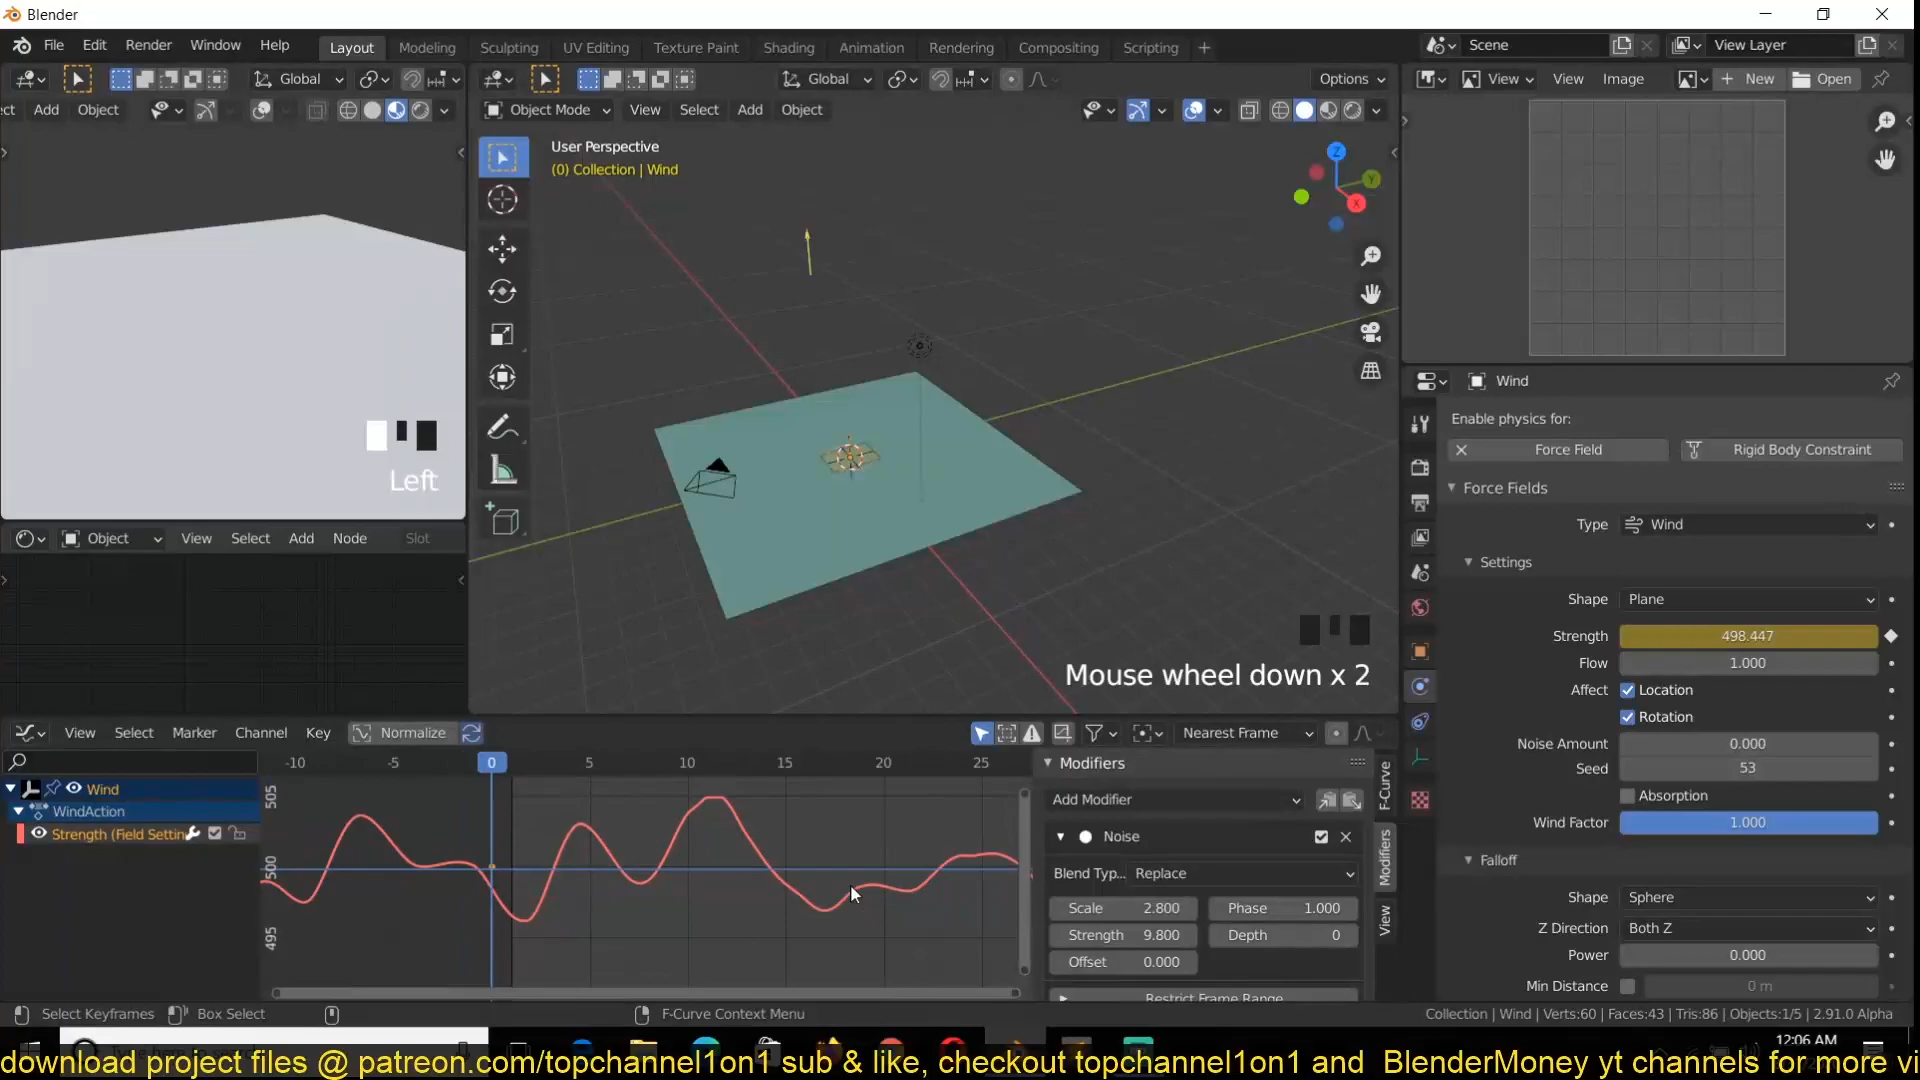 Blender
File Edit Render Window Help Layout Modeling Sculpting UV Editing Texture Paint Shading Animation Rendering Compositing Scripting Scene View Layer
Global Global Options View View Image New Open
ect Add Object Object Mode View Select Add Object
User Perspective
(0) Collection | Wind
Z
Y
X
Left
Mouse wheel down x 2
Object View Select Add Node Slot
Wind
Enable physics for:
Force Field Rigid Body Constraint
Force Fields
Type Wind
Settings
Shape Plane
Strength 498.447
Flow 1.000
Affect Location
Rotation
Noise Amount 0.000
Seed 53
Absorption
Wind Factor 1.000
Falloff
Shape Sphere
Z Direction Both Z
Power 0.000
Min Distance 0 m
View Select Marker Channel Key Normalize Nearest Frame
-10 -5 0 5 10 15 20 25
505
500
495
Wind
WindAction
Strength (Field Settin
Modifiers
Add Modifier
Noise
Blend Typ... Replace
Scale 2.800 Phase 1.000
Strength 9.800 Depth 0
Offset 0.000
Restrict Frame Range
F-Curve
Modifiers
View
Select Keyframes Box Select F-Curve Context Menu Collection | Wind | Verts:60 | Faces:43 | Tris:86 | Objects:1/5 | 2.91.0 Alpha
12:06 AM
download project files @ patreon.com/topchannel1on1 sub & like, checkout topchannel1on1 and BlenderMoney yt channels for more vi